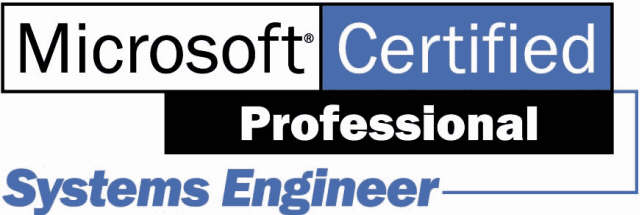 Microsoft® Certified
Professional
Systems Engineer